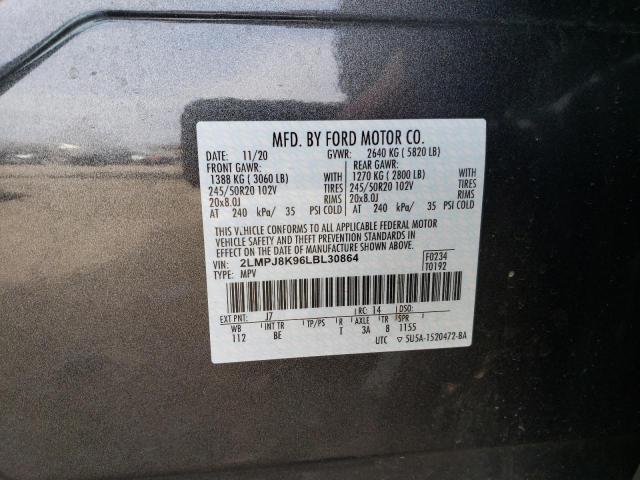 MFD. BY FORD MOTOR CO.
DATE: 11/20 GVWR: 2640 KG ( 5820 LB)
FRONT GAWR: REAR GAWR:
1388 KG ( 3060 LB) WITH 1270 KG ( 2800 LB) WITH
245/50R20 102V TIRES 245/50R20 102V TIRES
20x8.0J RIMS 20x8.0J RIMS
AT 240 kPa/ 35 PSI COLD AT 240 kPa/ 35 PSI COLD
THIS VEHICLE CONFORMS TO ALL APPLICABLE FEDERAL MOTOR
VEHICLE SAFETY AND THEFT PREVENTION STANDARDS IN
EFFECT ON THE DATE OF MANUFACTURE SHOWN ABOVE.
VIN: 2LMPJ8K96LBL30864 F0234
TYPE: MPV T0192
EXT PNT: J7 RC: 14 DSO:
WB INT TR TP/PS R AXLE TR SPR
112 BE T 3A 8 1155
UTC ▽ 5U5A-1520472-BA